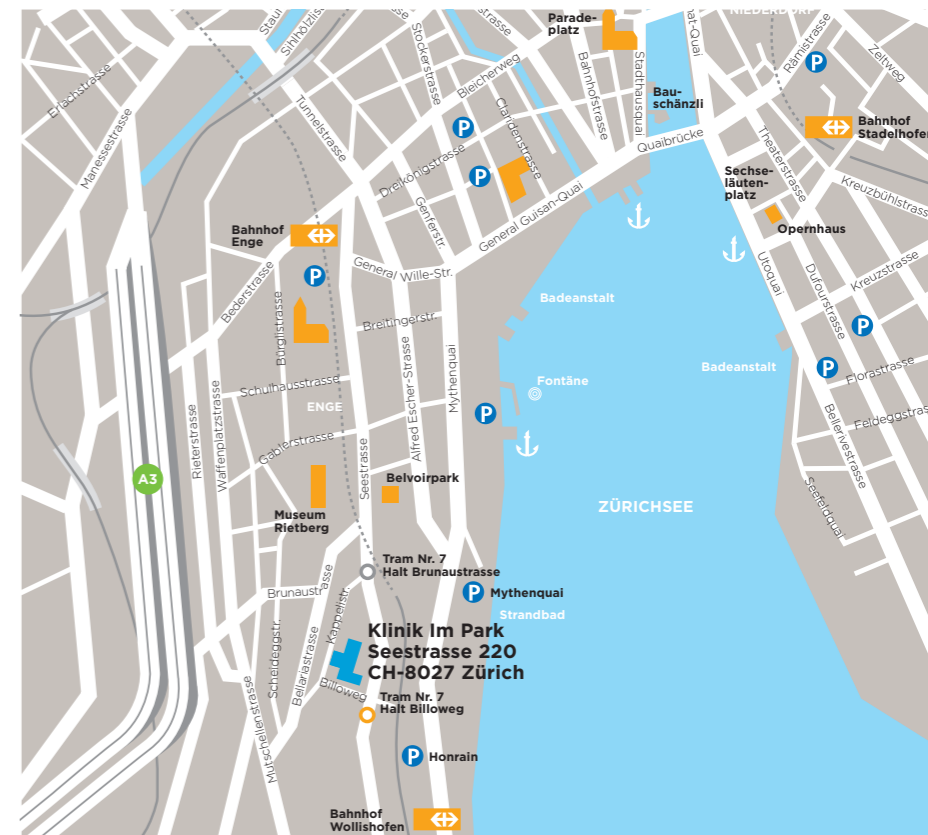 Parade-
platz
NIEDERDORF
Rämistrasse
Zeltweg
Erlachstrasse
Manessestrasse
Stockerstrasse
Bleicherweg
Claridenstrasse
Bahnhofstrasse
Stadthausquai
Bau-
schänzli
P
Bahnhof
Stadelhofen
Tunnelstrasse
P
Dreikönigstrasse
P
Quaibrücke
Theaterstrasse
Kreuzbühlstrasse
Sechse-
läuten-
platz
Opernhaus
Genferstr.
General Guisan-Quai
Bahnhof
Enge
P
General Wille-Str.
Utoquai
Dufourstrasse
Kreuzstrasse
Bederstrasse
Bürglistrasse
Breitingerstr.
Badeanstalt
P
Badeanstalt
P
Florastrasse
Mythenquai
Alfred Escher-Strasse
Schulhausstrasse
Fontäne
ENGE
P
Feldeggstras
Bellerivestrasse
Gablerstrasse
Rieterstrasse
Waffenplatzstrasse
Seestrasse
A3
Belvoirpark
Museum
Rietberg
ZÜRICHSEE
Seefeldquai
Tram Nr. 7
Halt Brunaustrasse
Brunaustrasse
P
Mythenquai
Strandbad
Kappelistr.
Klinik Im Park
Seestrasse 220
CH-8027 Zürich
Scheideggstr.
Bellariastrasse
Billoweg
Tram Nr. 7
Halt Billoweg
Mutschellenstrasse
P
Honrain
Bahnhof
Wollishofen